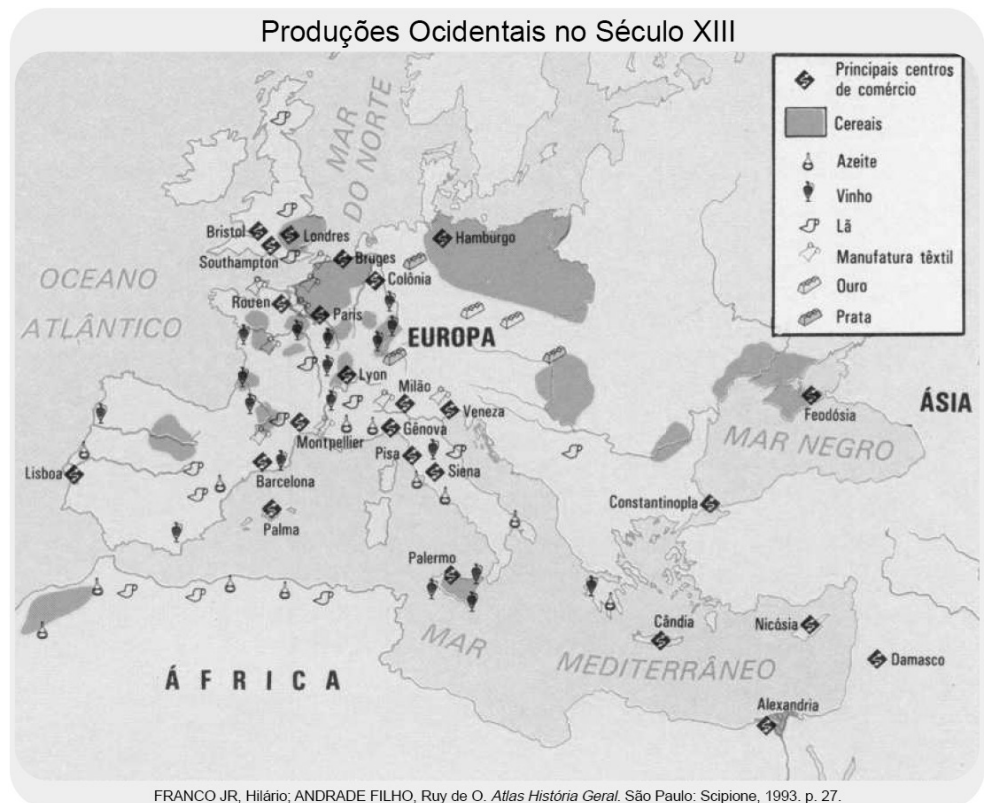 Produções Ocidentais no Século XIII
Principais centros
de comércio
Cereais
Azeite
Vinho
Lã
Manufatura têxtil
Ouro
Prata
MAR
DO NORTE
OCEANO
ATLÂNTICO
Bristol
Londres
Southampton
Bruges
Hamburgo
Colônia
Rouen
Paris
EUROPA
Lyon
Milão
Veneza
Gênova
Montpellier
Pisa
Siena
Lisboa
Barcelona
Palma
Feodósia
ÁSIA
MAR NEGRO
Constantinopla
Palermo
Cândia
Nicósia
Damasco
Alexandria
MAR
MEDITERRÂNEO
ÁFRICA
FRANCO JR, Hilário; ANDRADE FILHO, Ruy de O. Atlas História Geral. São Paulo: Scipione, 1993. p. 27.